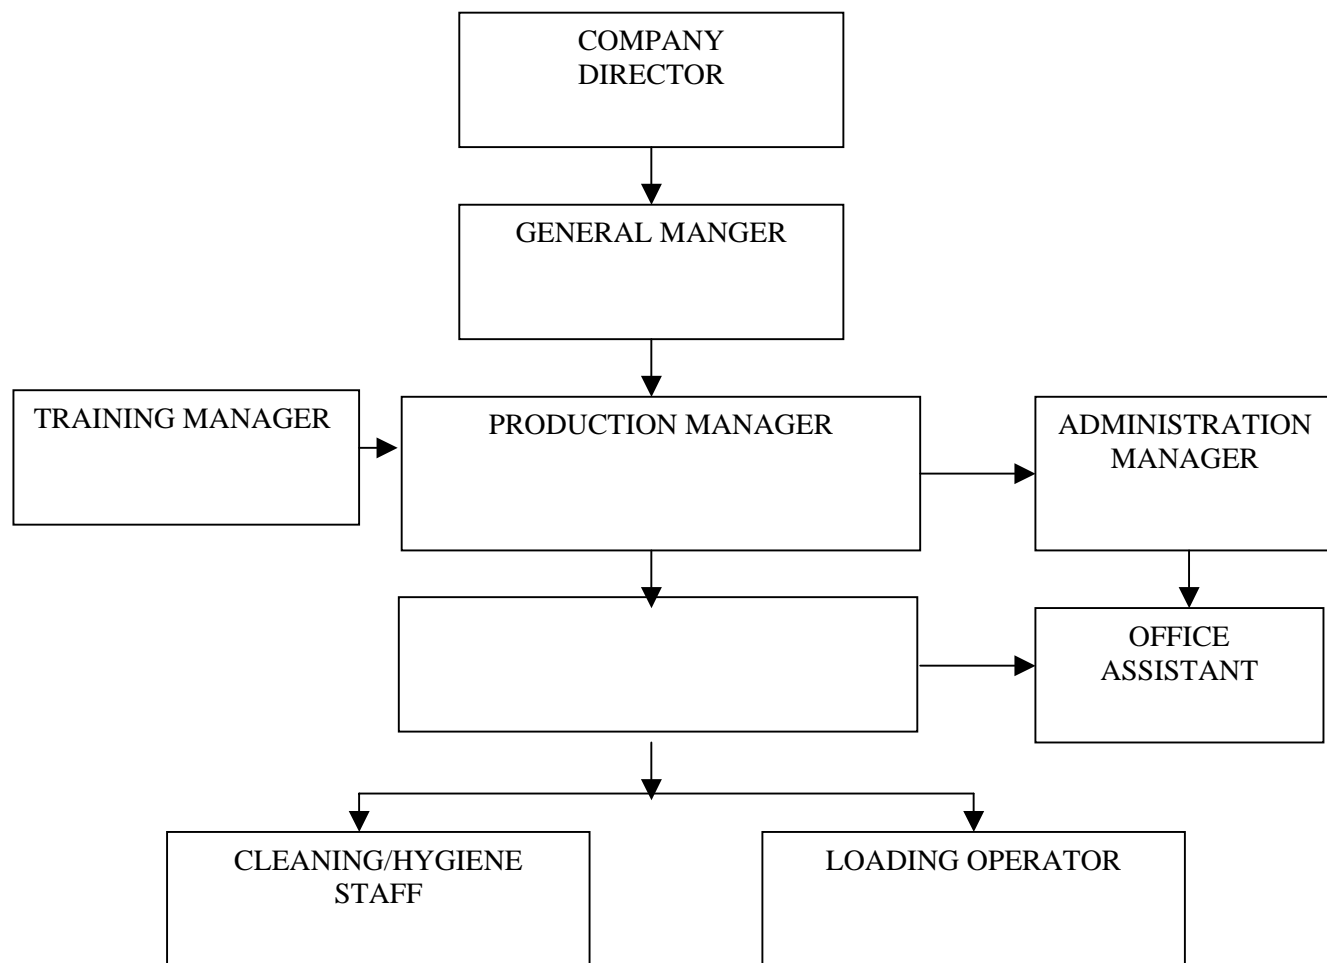 COMPANY
DIRECTOR
GENERAL MANGER
TRAINING MANAGER
PRODUCTION MANAGER
ADMINISTRATION
MANAGER
OFFICE
ASSISTANT
CLEANING/HYGIENE
STAFF
LOADING OPERATOR